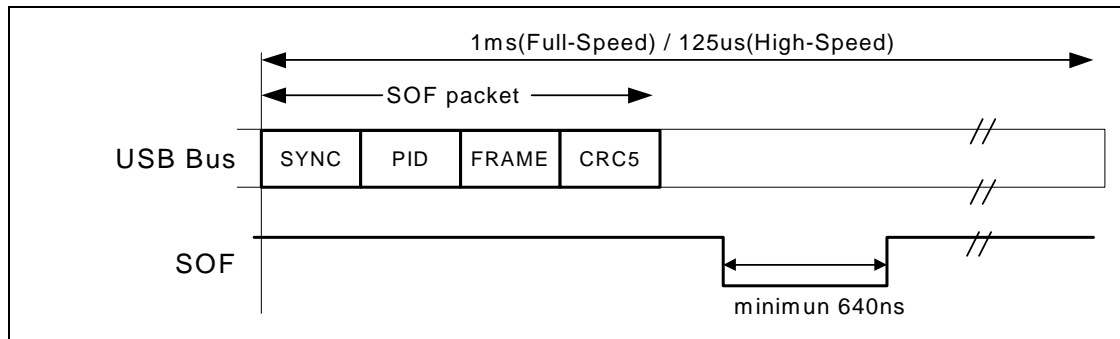 1ms(Full-Speed) / 125us(High-Speed)
SOF packet
USB Bus
SYNC PID FRAME CRC5
SOF
minimun 640ns